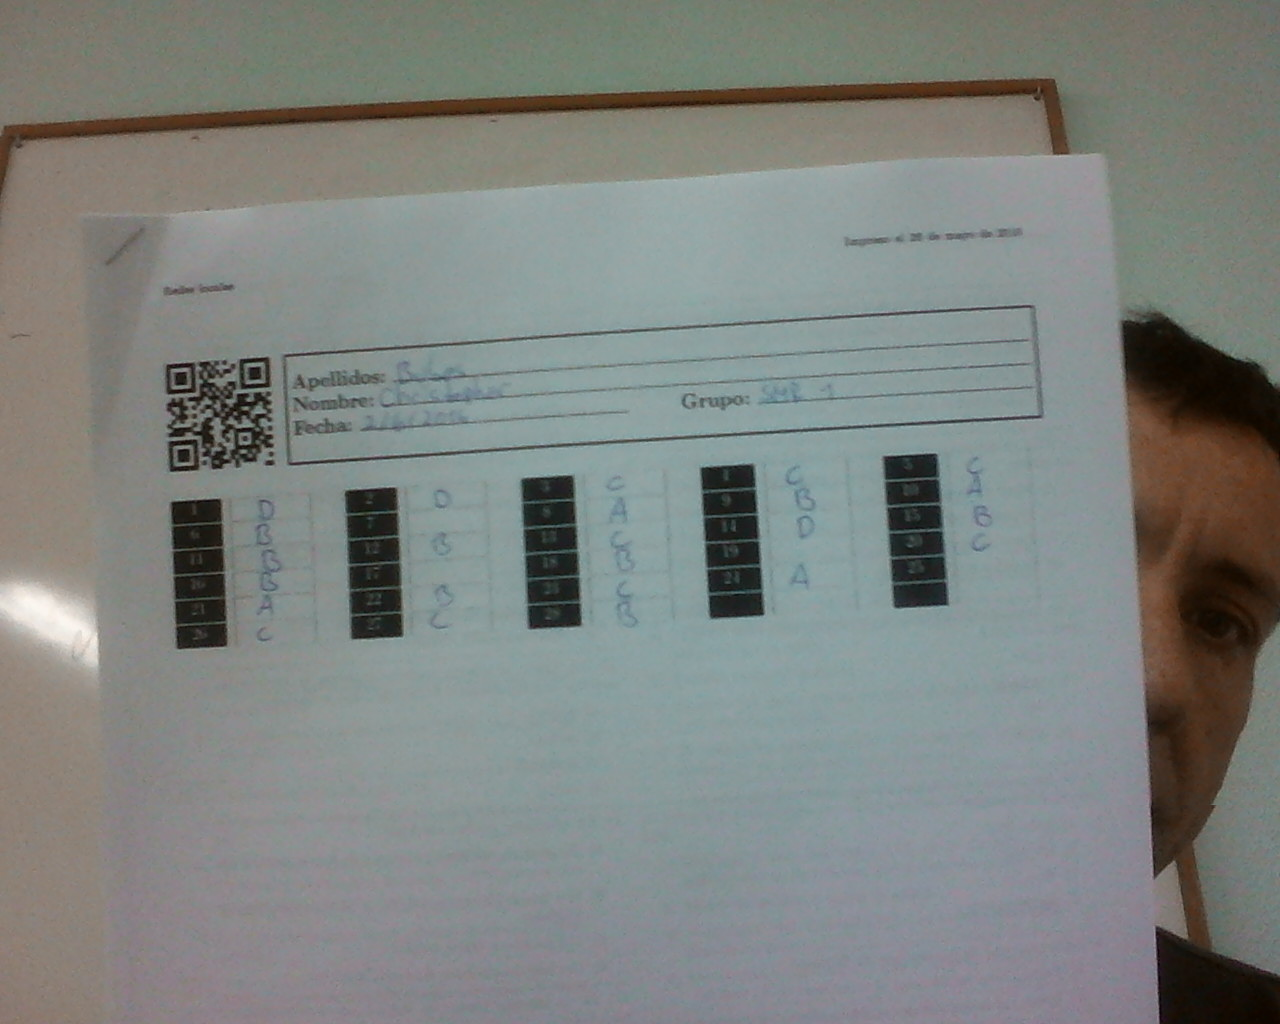 Impreso el 26 de mayo de
Redes locales
Apellidos:
Nombre: Christopher
Fecha: 2/6/2016
Grupo: SMR 1
1 D 2 D 3 C 4 C 5 C
6 B 7 8 A 9 B 10 A
11 B 12 B 13 C 14 D 15 B
16 B 17 18 B 19 20 C
21 A 22 B 23 C 24 A 25
26 C 27 C 28 B